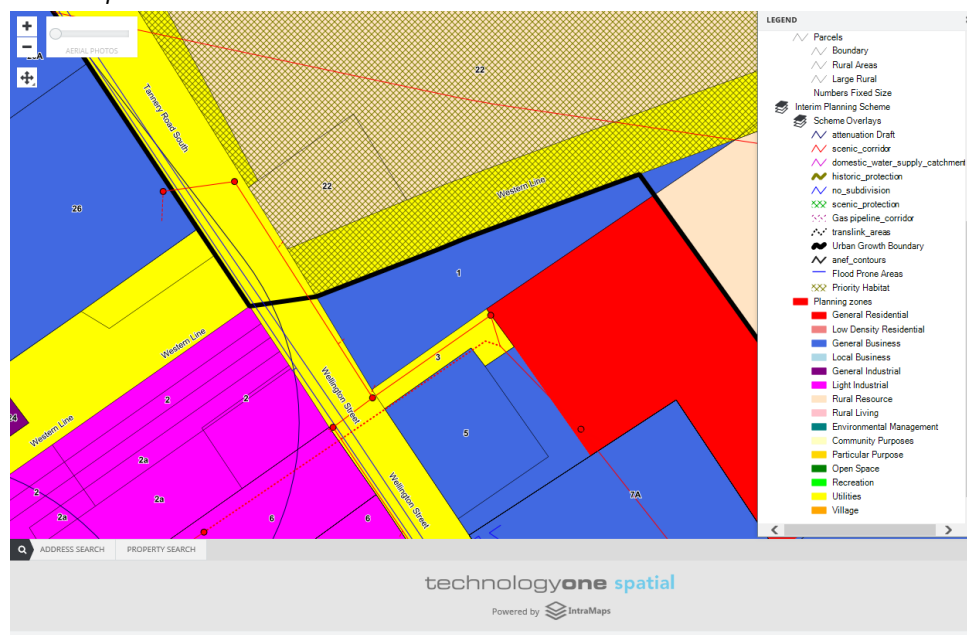 +
−
AERIAL PHOTOS
22
Tannery Road South
22
Western Line
26
1
Western Line
3
2
2
Wellington Street
24
Western Line
5
2a
2
7A
2a
2a
6
6
Wellington Street
LEGEND
Parcels
Boundary
Rural Areas
Large Rural
Numbers Fixed Size
Interim Planning Scheme
Scheme Overlays
attenuation Draft
scenic_corridor
domestic_water_supply_catchment
historic_protection
no_subdivision
scenic_protection
Gas pipeline_corridor
translink_areas
Urban Growth Boundary
anef_contours
Flood Prone Areas
Priority Habitat
Planning zones
General Residential
Low Density Residential
General Business
Local Business
General Industrial
Light Industrial
Rural Resource
Rural Living
Environmental Management
Community Purposes
Particular Purpose
Open Space
Recreation
Utilities
Village
ADDRESS SEARCH PROPERTY SEARCH
technologyone spatial
Powered by IntraMaps